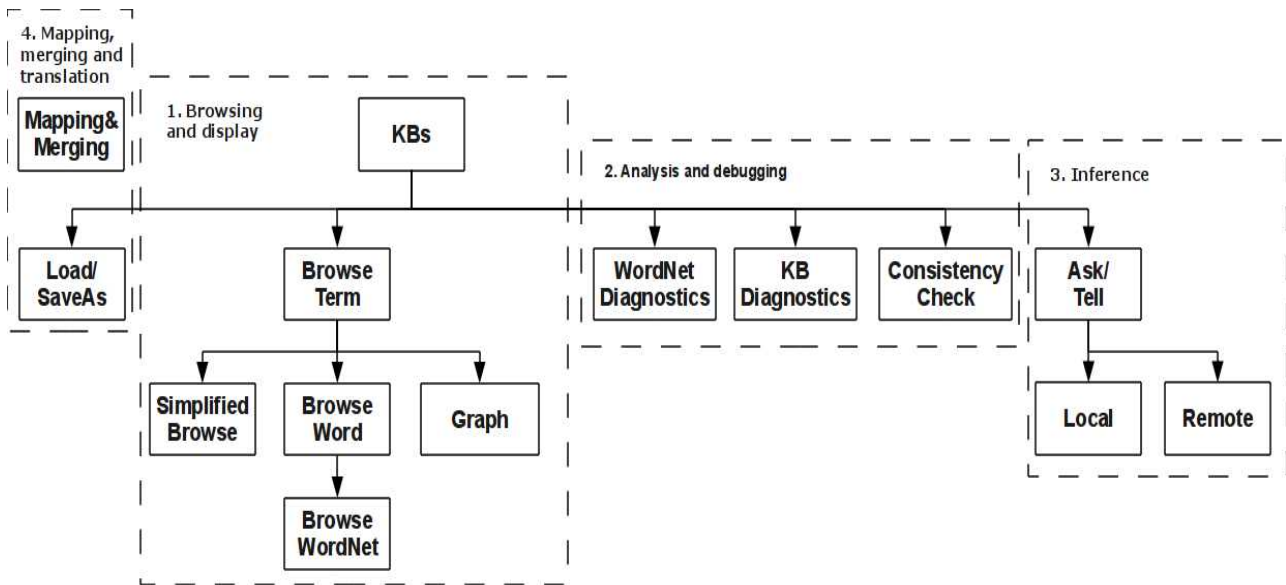 4. Mapping,
merging and
translation
Mapping&
Merging
1. Browsing
and display
KBs
2. Analysis and debugging
3. Inference
Load/
SaveAs
Browse
Term
WordNet
Diagnostics
KB
Diagnostics
Consistency
Check
Ask/
Tell
Simplified
Browse
Browse
Word
Graph
Local
Remote
Browse
WordNet